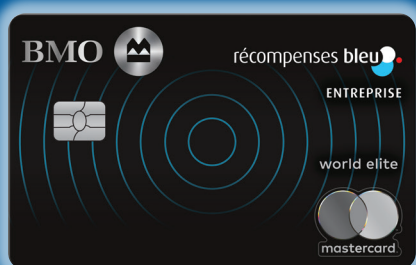 BMO
récompenses bleu
ENTREPRISE
world elite
mastercard